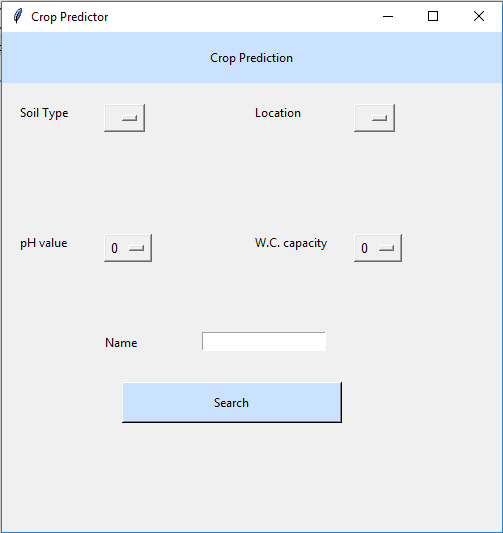 Crop Predictor
Crop Prediction
Soil Type
Location
pH value 0
W.C. capacity 0
Name
Search